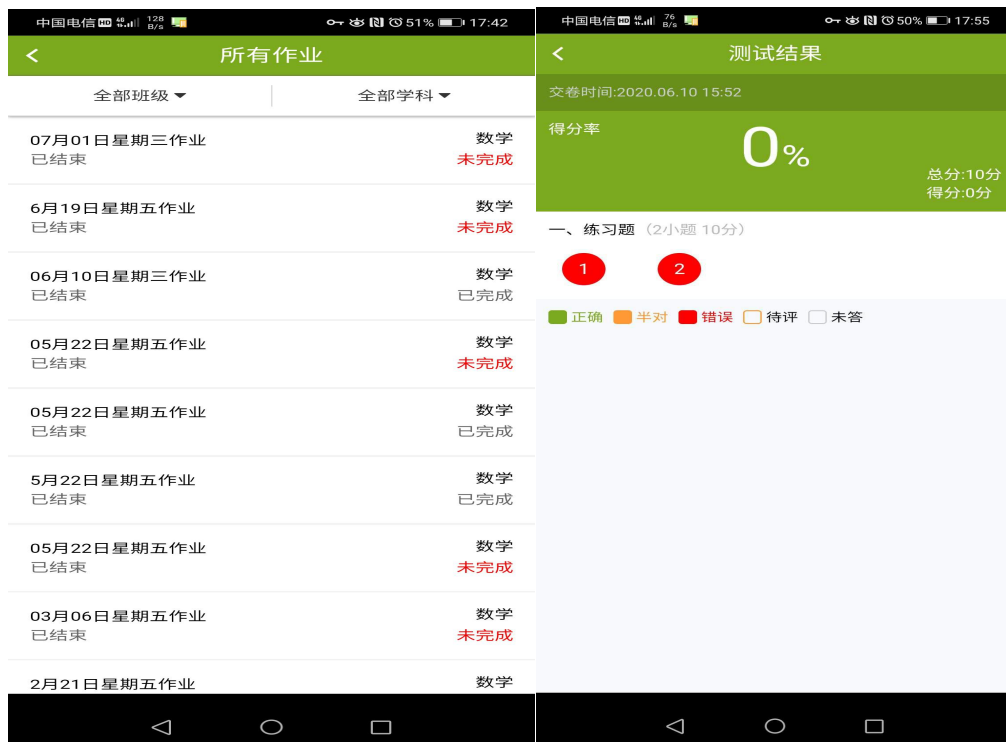 中国电信 HD 46 128 B/s 51% 17:42
所有作业
全部班级 全部学科
07月01日星期三作业 数学
已结束 未完成
6月19日星期五作业 数学
已结束 未完成
06月10日星期三作业 数学
已结束 已完成
05月22日星期五作业 数学
已结束 未完成
05月22日星期五作业 数学
已结束 已完成
5月22日星期五作业 数学
已结束 已完成
05月22日星期五作业 数学
已结束 未完成
03月06日星期五作业 数学
已结束 未完成
2月21日星期五作业 数学
中国电信 HD 46 76 B/s 50% 17:55
测试结果
交卷时间:2020.06.10 15:52
得分率
0%
总分:10分
得分:0分
一、练习题（2小题 10分）
1 2
正确 半对 错误 待评 未答